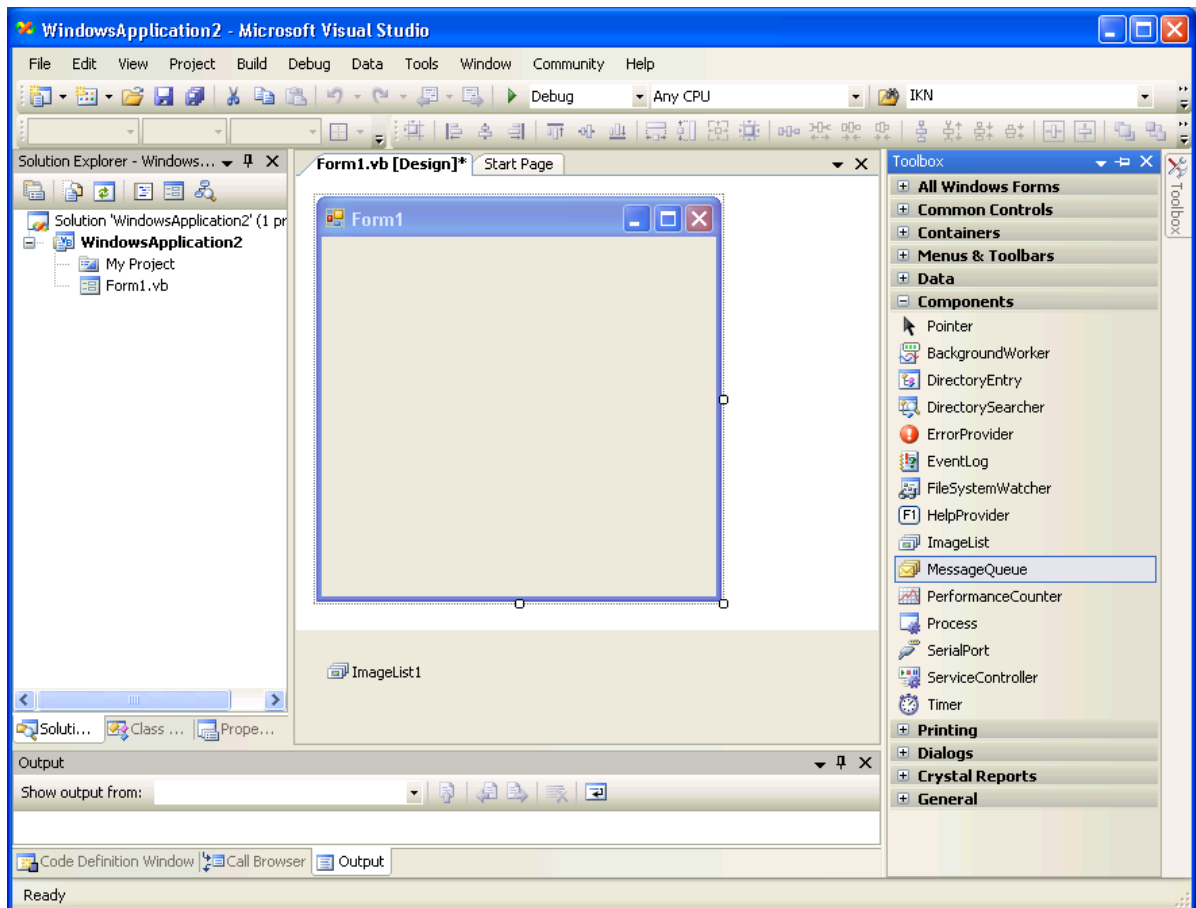 WindowsApplication2 - Microsoft Visual Studio
File Edit View Project Build Debug Data Tools Window Community Help
Debug Any CPU IKN
Solution Explorer - Windows...
Solution 'WindowsApplication2' (1 pr
WindowsApplication2
My Project
Form1.vb
Soluti... Class ... Prope...
Form1.vb [Design]* Start Page
Form1
ImageList1
Toolbox
All Windows Forms
Common Controls
Containers
Menus & Toolbars
Data
Components
Pointer
BackgroundWorker
DirectoryEntry
DirectorySearcher
ErrorProvider
EventLog
FileSystemWatcher
F1 HelpProvider
ImageList
MessageQueue
PerformanceCounter
Process
SerialPort
ServiceController
Timer
Printing
Dialogs
Crystal Reports
General
Toolbox
Output
Show output from:
Code Definition Window Call Browser Output
Ready